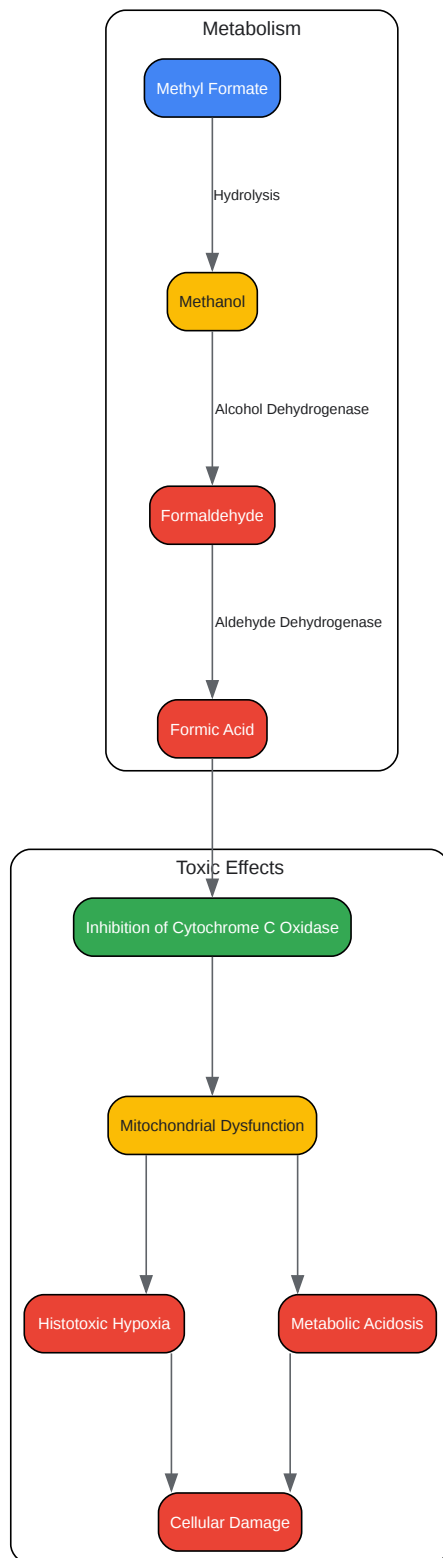 Metabolism
Methyl Formate
Hydrolysis
Methanol
Alcohol Dehydrogenase
Formaldehyde
Aldehyde Dehydrogenase
Formic Acid
Toxic Effects
Inhibition of Cytochrome C Oxidase
Mitochondrial Dysfunction
Histotoxic Hypoxia
Metabolic Acidosis
Cellular Damage